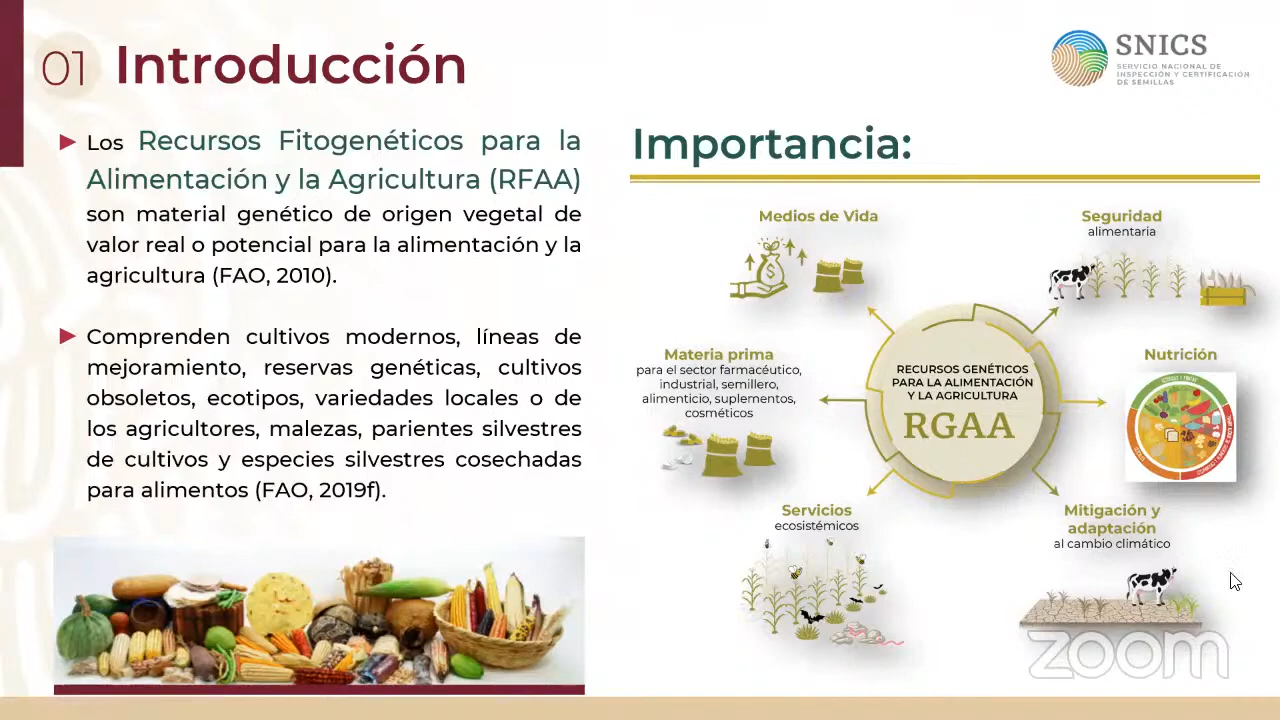 01 Introducción
SNICS
SERVICIO NACIONAL DE
INSPECCIÓN Y CERTIFICACIÓN
DE SEMILLAS
Los Recursos Fitogenéticos para la
Alimentación y la Agricultura (RFAA)
son material genético de origen vegetal de
valor real o potencial para la alimentación y la
agricultura (FAO, 2010).
Comprenden cultivos modernos, líneas de
mejoramiento, reservas genéticas, cultivos
obsoletos, ecotipos, variedades locales o de
los agricultores, malezas, parientes silvestres
de cultivos y especies silvestres cosechadas
para alimentos (FAO, 2019f).
Importancia:
Medios de Vida
Seguridad
alimentaria
Materia prima
para el sector farmacéutico,
industrial, semillero,
alimenticio, suplementos,
cosméticos
RECURSOS GENÉTICOS
PARA LA ALIMENTACIÓN
Y LA AGRICULTURA
RGAA
Nutrición
Servicios
ecosistémicos
Mitigación y
adaptación
al cambio climático
zoom